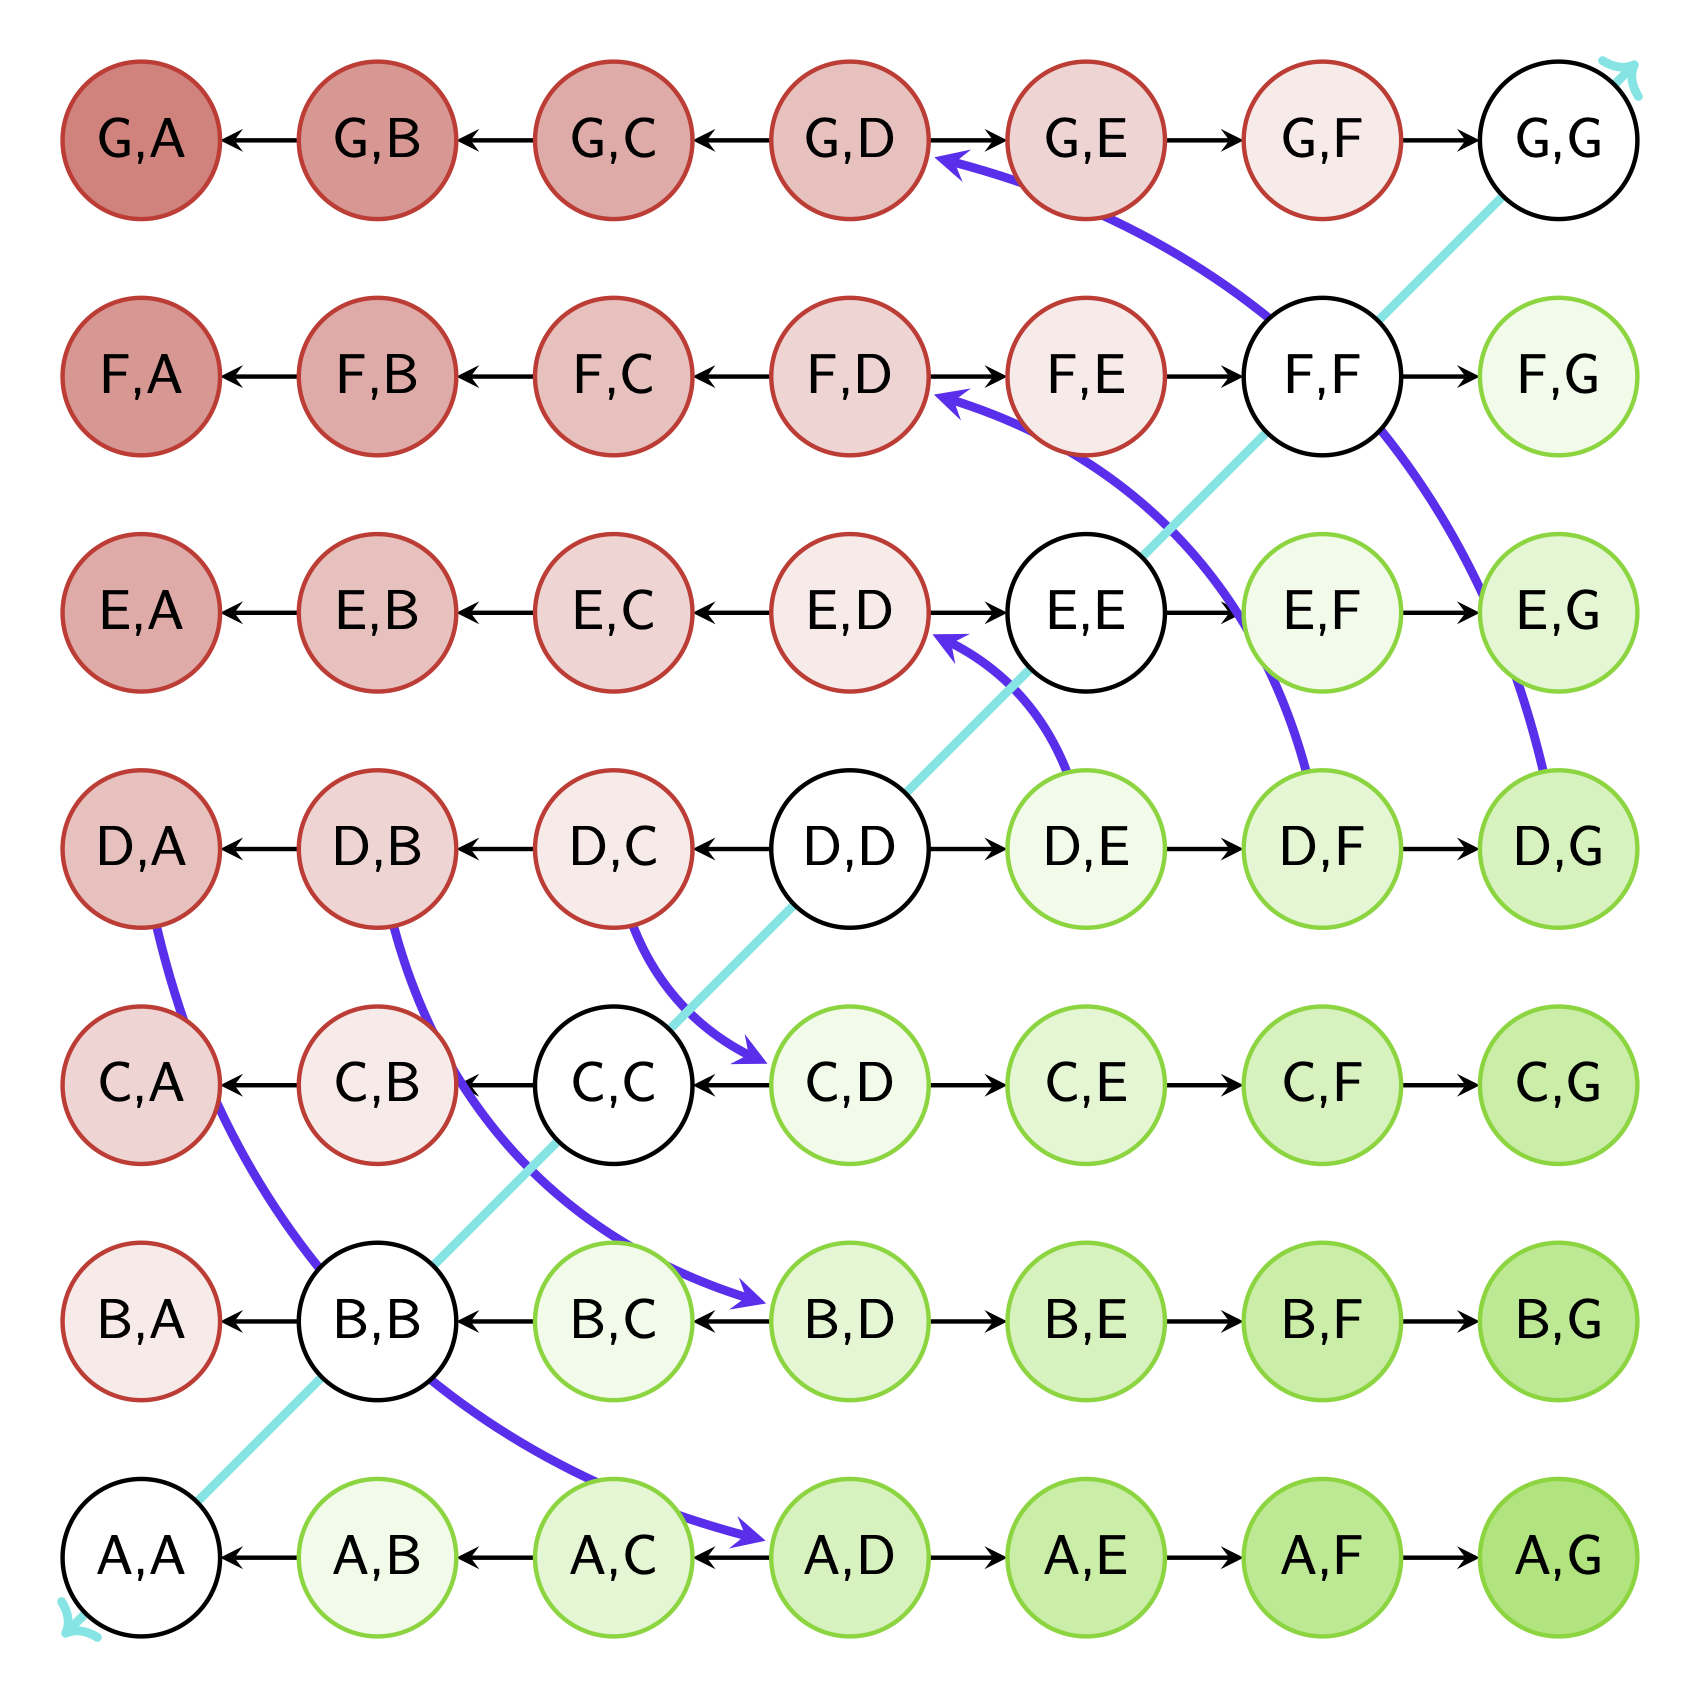 G,A G,B G,C G,D G,E G,F G,G
F,A F,B F,C F,D F,E F,F F,G
E,A E,B E,C E,D E,E E,F E,G
D,A D,B D,C D,D D,E D,F D,G
C,A C,B C,C C,D C,E C,F C,G
B,A B,B B,C B,D B,E B,F B,G
A,A A,B A,C A,D A,E A,F A,G